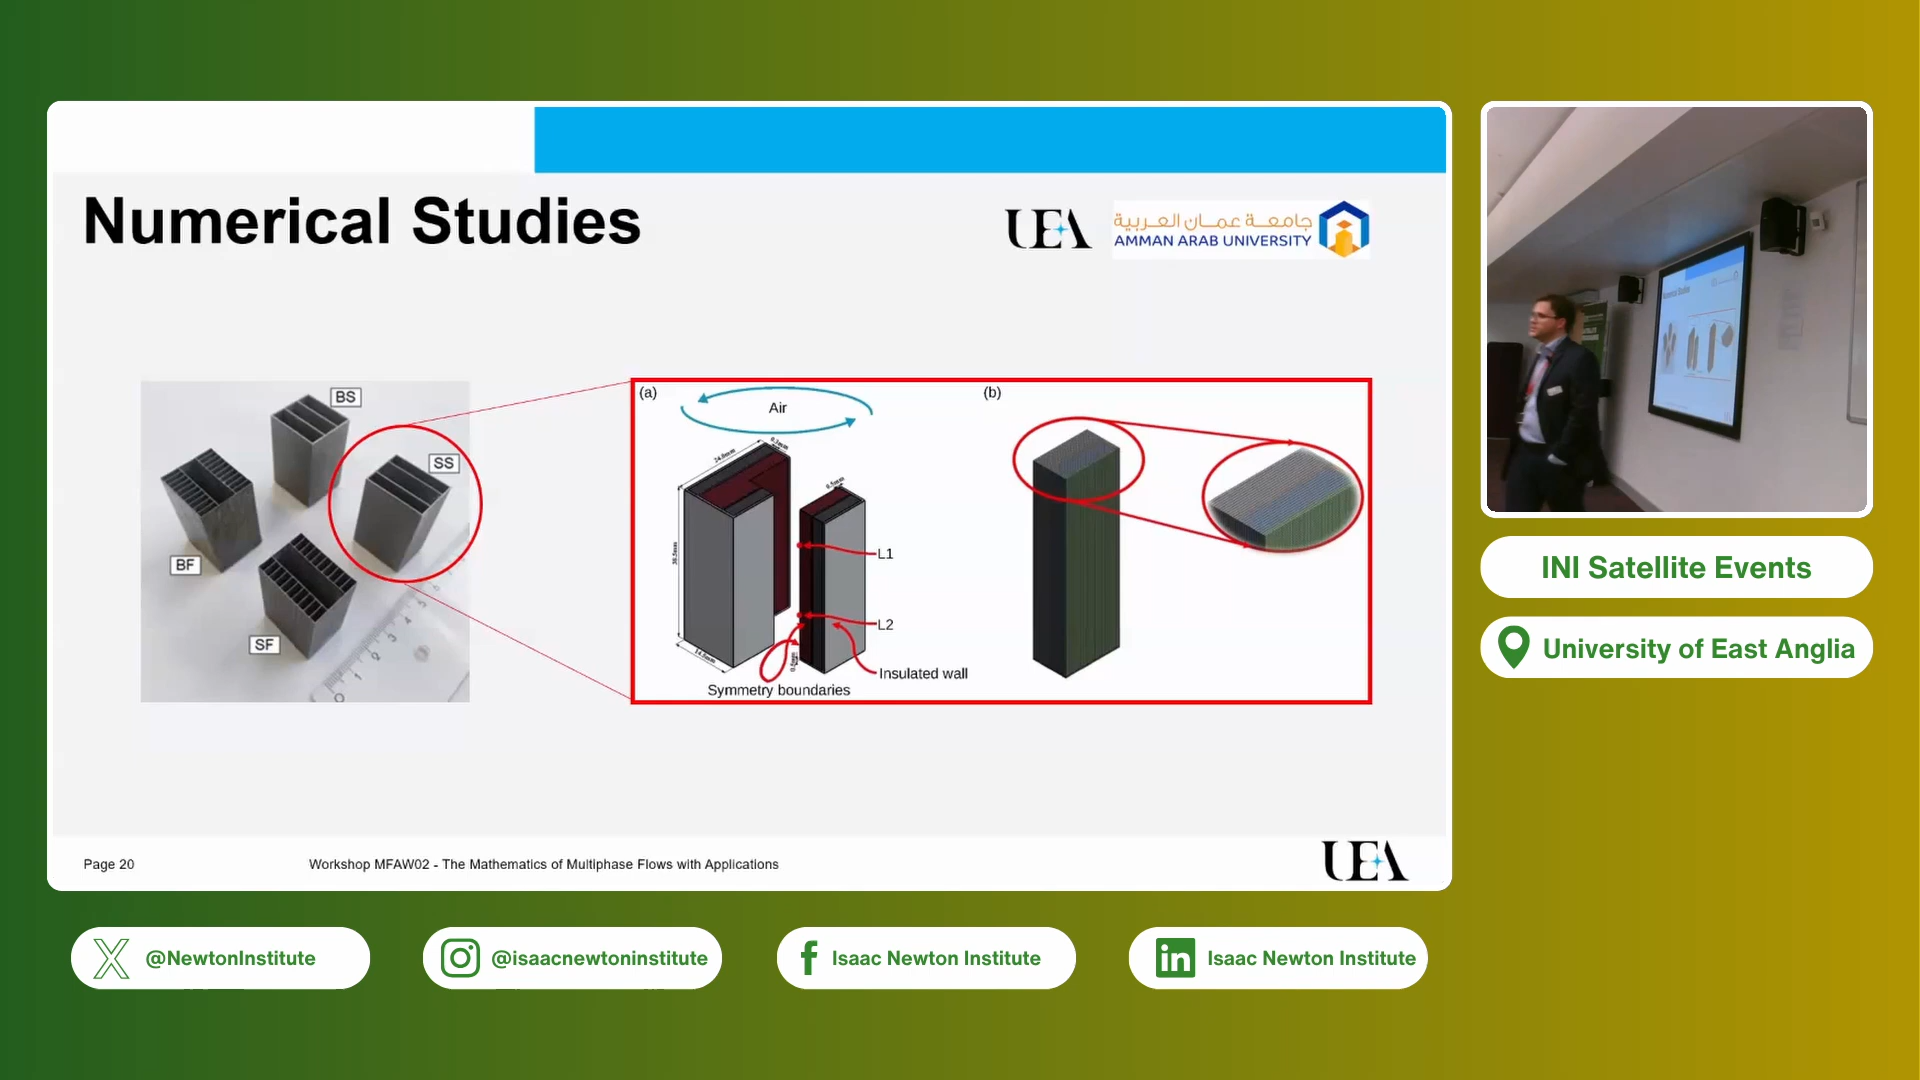 Numerical Studies
UEA
جامعة عمان العربية
AMMAN ARAB UNIVERSITY
BS
SS
BF
SF
(a)
Air
L1
L2
Insulated wall
Symmetry boundaries
(b)
Page 20
Workshop MFAW02 - The Mathematics of Multiphase Flows with Applications
UEA
INI Satellite Events
University of East Anglia
@NewtonInstitute
@isaacnewtoninstitute
Isaac Newton Institute
Isaac Newton Institute